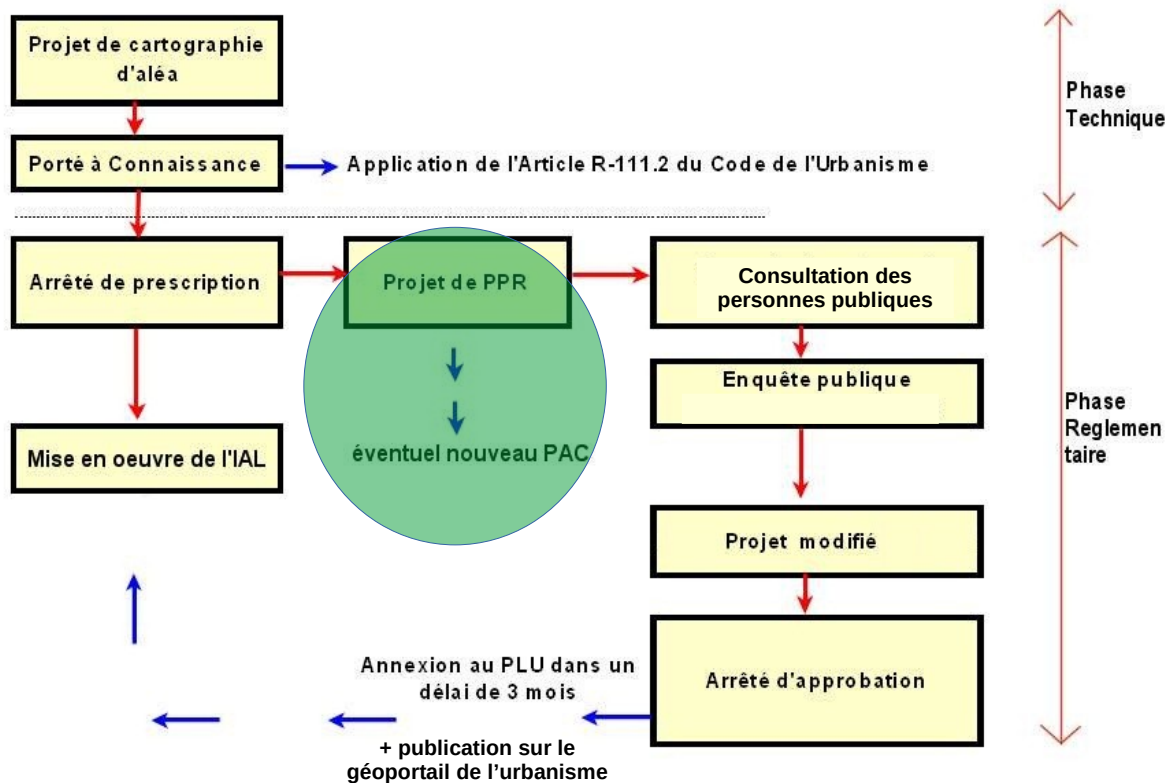 Projet de cartographie
d'aléa
Phase
Technique
Porté à Connaissance
Application de l'Article R-111.2 du Code de l'Urbanisme
Arrêté de prescription
Projet de PPR
Consultation des
personnes publiques
Enquête publique
Phase
Reglemen
taire
Mise en oeuvre de l'IAL
éventuel nouveau PAC
Projet modifié
Annexion au PLU dans un
délai de 3 mois
Arrêté d'approbation
+ publication sur le
géoportail de l'urbanisme